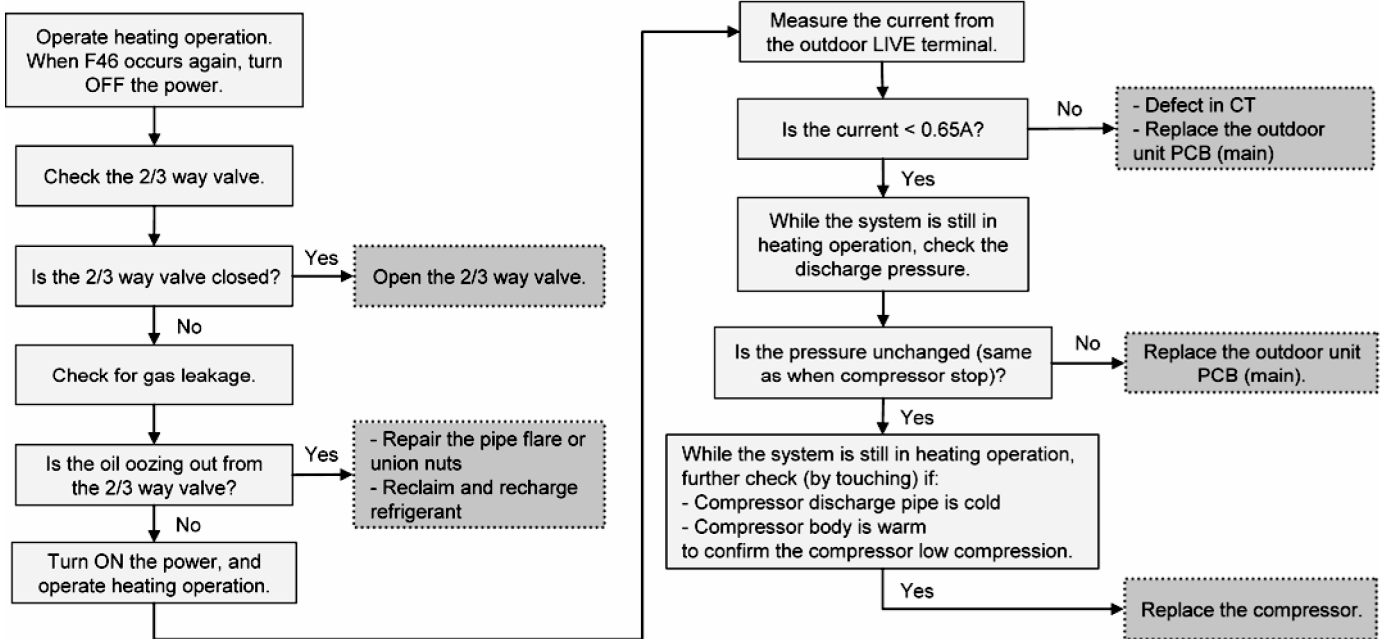 Operate heating operation.
When F46 occurs again, turn
OFF the power.
Check the 2/3 way valve.
Is the 2/3 way valve closed?
Yes
Open the 2/3 way valve.
No
Check for gas leakage.
Is the oil oozing out from
the 2/3 way valve?
Yes
- Repair the pipe flare or
union nuts
- Reclaim and recharge
refrigerant
No
Turn ON the power, and
operate heating operation.
Measure the current from
the outdoor LIVE terminal.
Is the current < 0.65A?
No
- Defect in CT
- Replace the outdoor
unit PCB (main)
Yes
While the system is still in
heating operation, check the
discharge pressure.
Is the pressure unchanged (same
as when compressor stop)?
No
Replace the outdoor unit
PCB (main).
Yes
While the system is still in heating operation,
further check (by touching) if:
- Compressor discharge pipe is cold
- Compressor body is warm
to confirm the compressor low compression.
Yes
Replace the compressor.